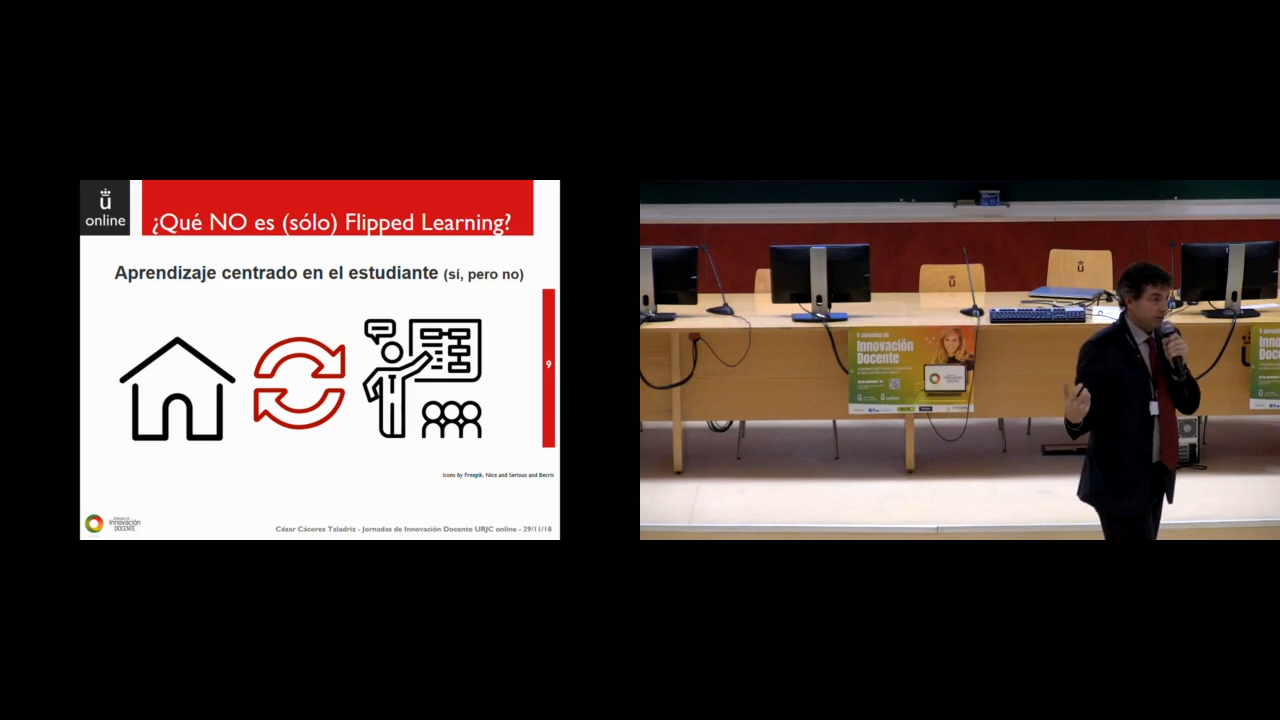 online
¿Qué NO es (sólo) Flipped Learning?
Aprendizaje centrado en el estudiante (sí, pero no)
9
Icons by Freepik, Nice and Serious and Becris
innovación
DOCENTE
César Cáceres Taladriz - Jornadas de Innovación Docente URJC online - 29/11/18
V Jornadas de
Innovación
Docente